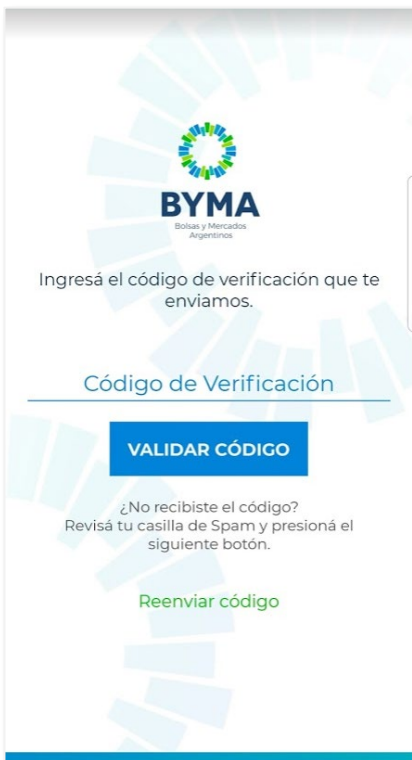 BYMA
Bolsas y Mercados
Argentinos
Ingresá el código de verificación que te
enviamos.
Código de Verificación
VALIDAR CÓDIGO
¿No recibiste el código?
Revisá tu casilla de Spam y presioná el
siguiente botón.
Reenviar código